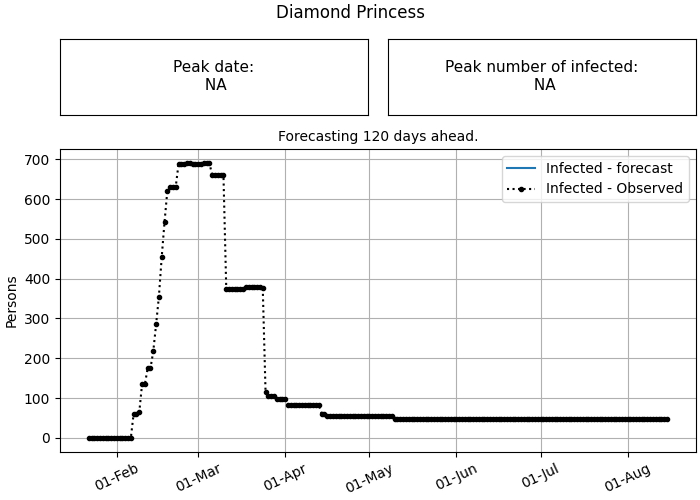 Diamond Princess
Peak date:
NA
Peak number of infected:
NA
Forecasting 120 days ahead.
Infected - forecast
Infected - Observed
Persons
700
600
500
400
300
200
100
0
01-Feb
01-Mar
01-Apr
01-May
01-Jun
01-Jul
01-Aug